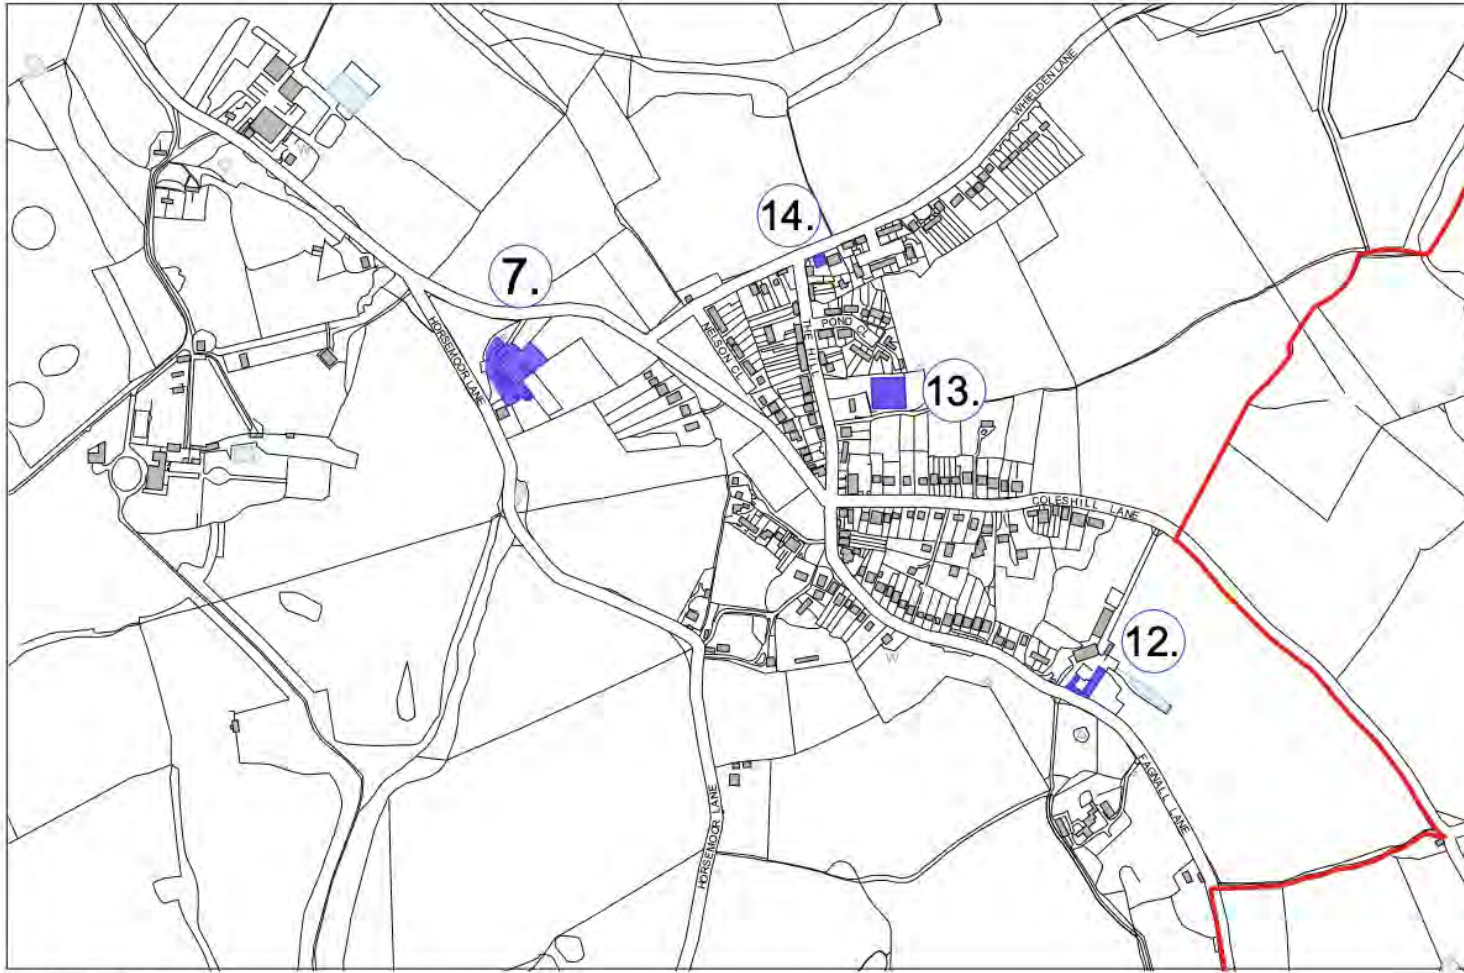 WHIELDEN LANE
14.
7.
HORSEMOOR LANE
NELSON CL
THE
POND CL
13.
COLESHILL LANE
12.
W
FAGNALL LANE
HORSEMOOR LANE